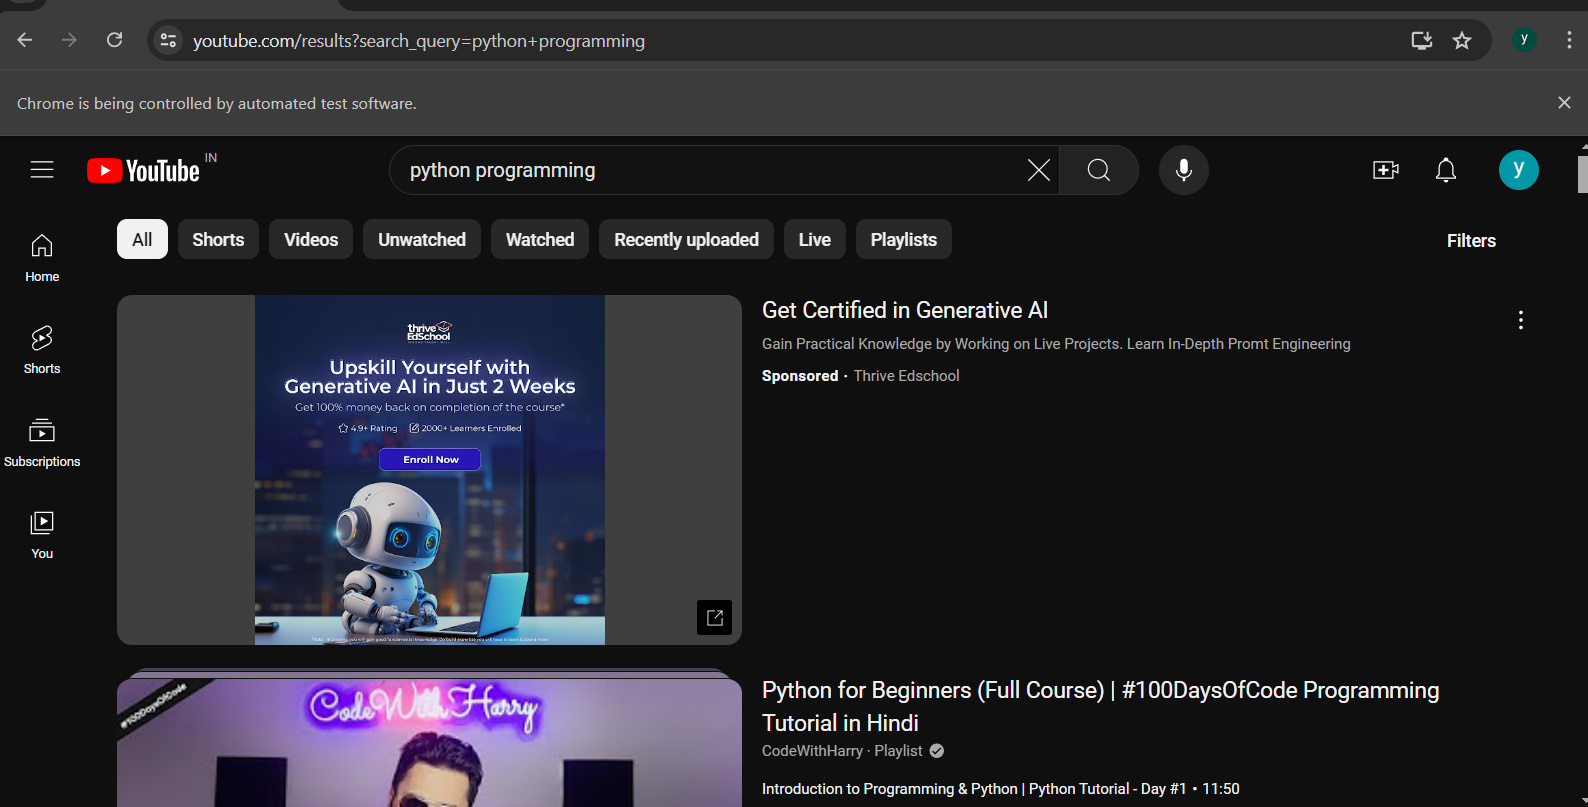 youtube.com/results?search_query=python+programming
y
Chrome is being controlled by automated test software.
YouTube IN
python programming
y
All
Shorts
Videos
Unwatched
Watched
Recently uploaded
Live
Playlists
Filters
Home
Shorts
Subscriptions
You
thrive
EdSchool
Upskill Yourself with
Generative AI in Just 2 Weeks
Get 100% money back on completion of the course*
4.9+ Rating
2000+ Learners Enrolled
Enroll Now
Get Certified in Generative AI
Gain Practical Knowledge by Working on Live Projects. Learn In-Depth Promt Engineering
Sponsored · Thrive Edschool
#100DaysOfCode
CodeWithHarry
Python for Beginners (Full Course) | #100DaysOfCode Programming
Tutorial in Hindi
CodeWithHarry · Playlist
Introduction to Programming & Python | Python Tutorial - Day #1 • 11:50